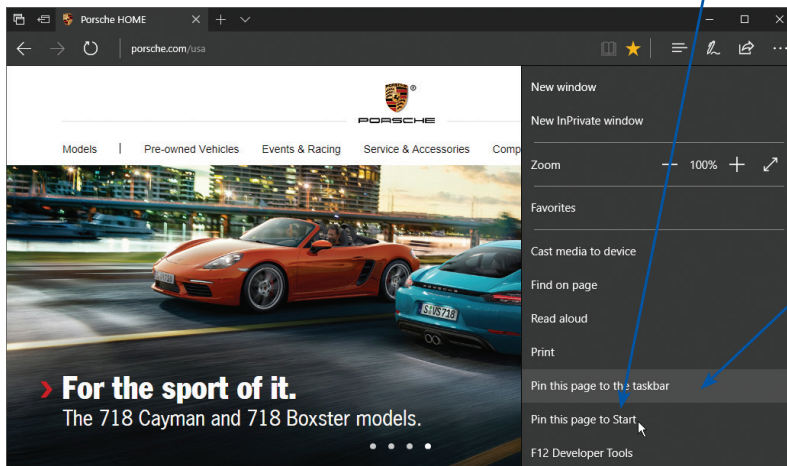 Porsche HOME
porsche.com/usa
PORSCHE
Models | Pre-owned Vehicles Events & Racing Service & Accessories Comp
For the sport of it.
The 718 Cayman and 718 Boxster models.
S:VS718
New window
New InPrivate window
Zoom — 100% +
Favorites
Cast media to device
Find on page
Read aloud
Print
Pin this page to the taskbar
Pin this page to Start
F12 Developer Tools